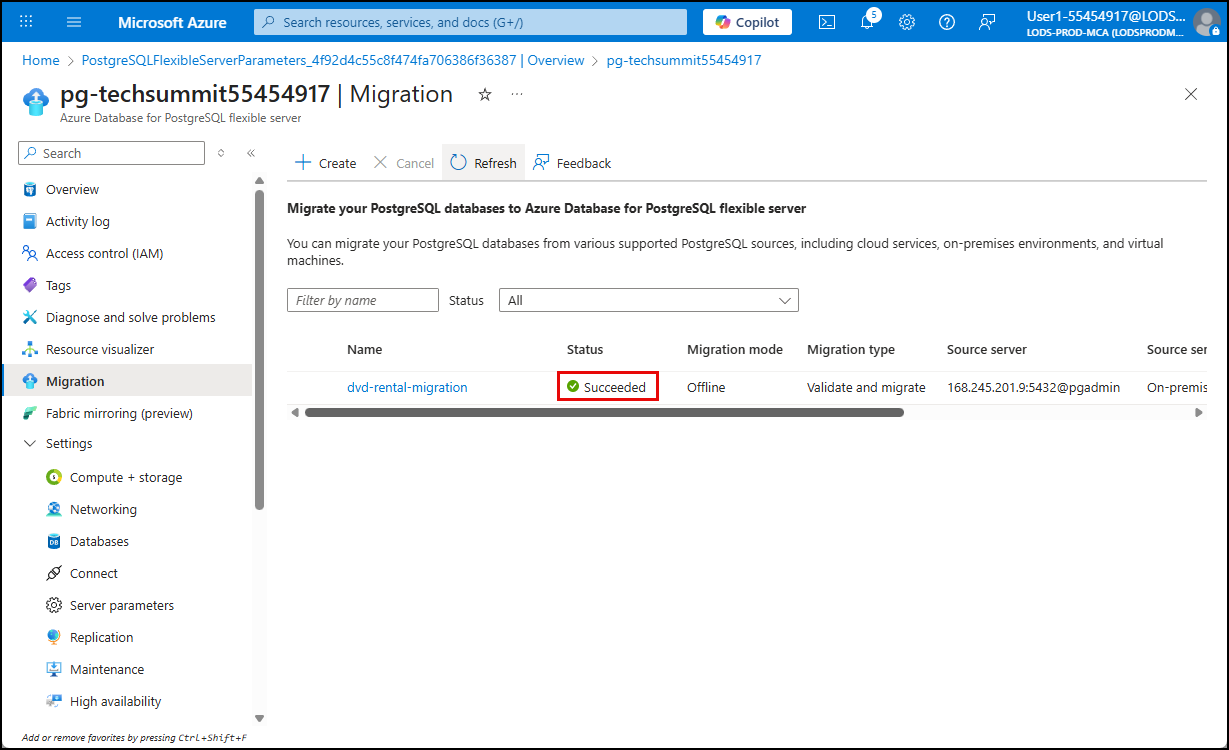 Microsoft Azure
Search resources, services, and docs (G+/)
Copilot
5
User1-55454917@LODS...
LODS-PROD-MCA (LODSPRODM...
Home > PostgreSQLFlexibleServerParameters_4f92d4c55c8f474fa706386f36387 | Overview > pg-techsummit55454917
pg-techsummit55454917 | Migration
Azure Database for PostgreSQL flexible server
Search
Overview
Activity log
Access control (IAM)
Tags
Diagnose and solve problems
Resource visualizer
Migration
Fabric mirroring (preview)
Settings
Compute + storage
Networking
Databases
Connect
Server parameters
Replication
Maintenance
High availability
Add or remove favorites by pressing Ctrl+Shift+F
Create
Cancel
Refresh
Feedback
Migrate your PostgreSQL databases to Azure Database for PostgreSQL flexible server
You can migrate your PostgreSQL databases from various supported PostgreSQL sources, including cloud services, on-premises environments, and virtual
machines.
Filter by name
Status
All
Name Status Migration mode Migration type Source server Source ser
dvd-rental-migration Succeeded Offline Validate and migrate 168.245.201.9:5432@pgadmin On-premis